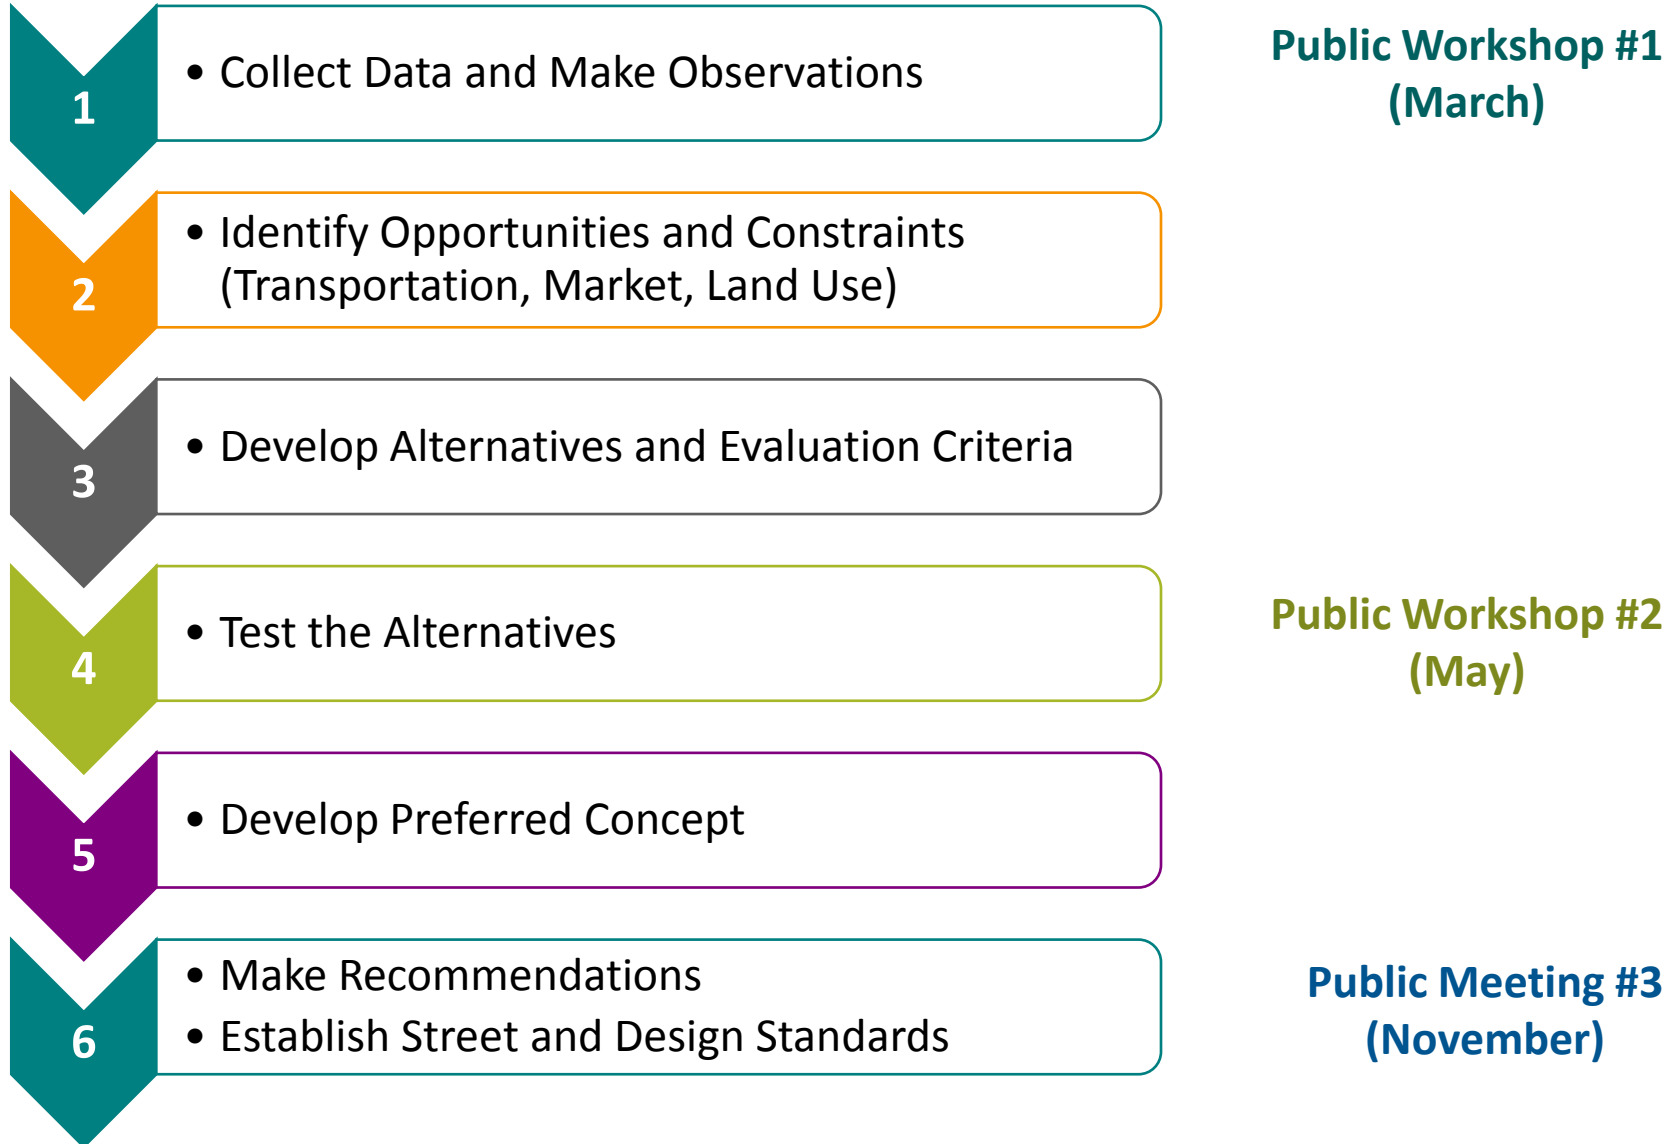 1
• Collect Data and Make Observations
Public Workshop #1
(March)
2
• Identify Opportunities and Constraints
(Transportation, Market, Land Use)
3
• Develop Alternatives and Evaluation Criteria
4
• Test the Alternatives
Public Workshop #2
(May)
5
• Develop Preferred Concept
6
• Make Recommendations
• Establish Street and Design Standards
Public Meeting #3
(November)